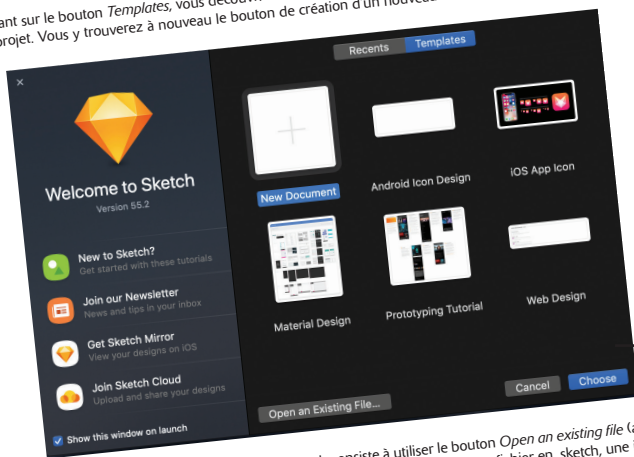 ant sur le bouton Templates, vous découv
projet. Vous y trouverez à nouveau le bouton de création d'un nouveau
Recents Templates
Welcome to Sketch
Version 55.2
New to Sketch?
Get started with these tutorials
Join our Newsletter
News and tips in your inbox
Get Sketch Mirror
View your designs on iOS
Join Sketch Cloud
Upload and share your designs
Show this window on launch
New Document
Android Icon Design
iOS App Icon
Material Design
Prototyping Tutorial
Web Design
Open an Existing File...
Cancel
Choose
onsiste à utiliser le bouton Open an existing file (a
fichier en .sketch, une